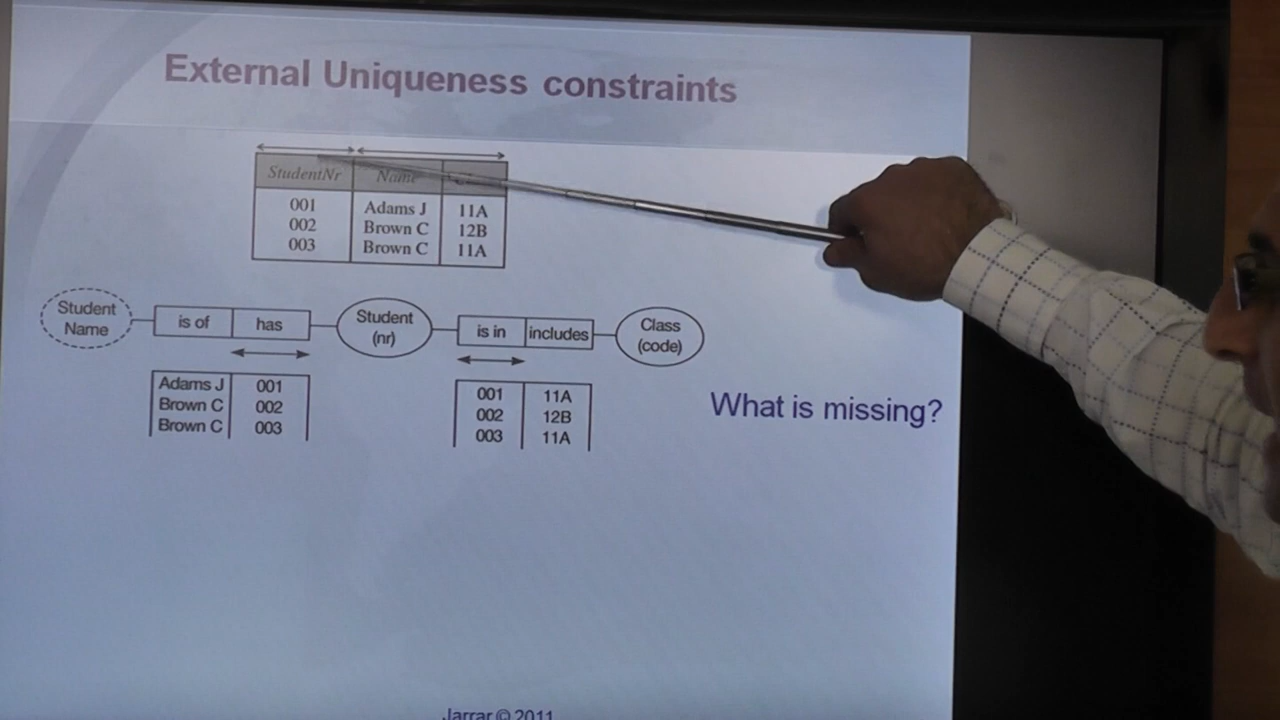 External Uniqueness constraints
StudentNr Name
001 Adams J 11A
002 Brown C 12B
003 Brown C 11A
Student Name
is of has
Student (nr)
is in includes
Class (code)
Adams J 001
Brown C 002
Brown C 003
001 11A
002 12B
003 11A
What is missing?
Jarrar © 2011